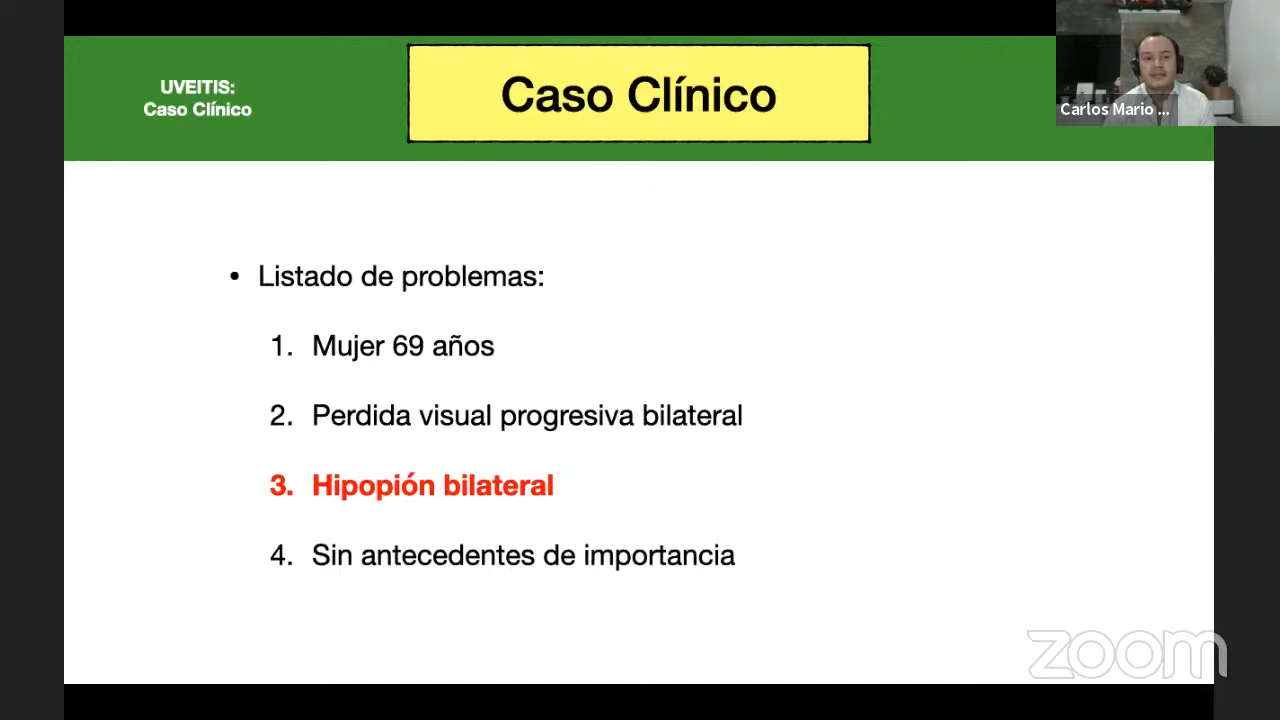 UVEITIS:
Caso Clínico
Caso Clínico
Carlos Mario ...
• Listado de problemas:
1. Mujer 69 años
2. Perdida visual progresiva bilateral
3. Hipopión bilateral
4. Sin antecedentes de importancia
zoom